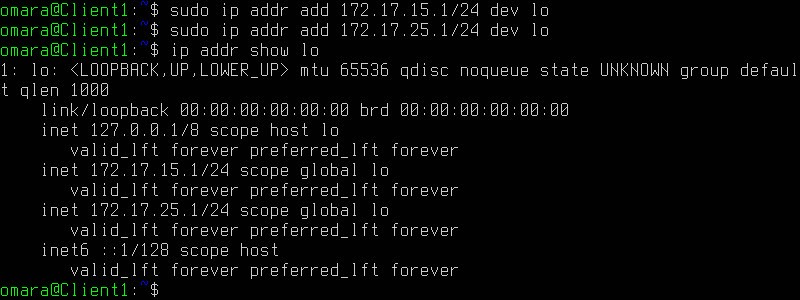 omara@Client1:~$ sudo ip addr add 172.17.15.1/24 dev lo
omara@Client1:~$ sudo ip addr add 172.17.25.1/24 dev lo
omara@Client1:~$ ip addr show lo
1: lo: <LOOPBACK,UP,LOWER_UP> mtu 65536 qdisc noqueue state UNKNOWN group defaul
t qlen 1000
    link/loopback 00:00:00:00:00:00 brd 00:00:00:00:00:00
    inet 127.0.0.1/8 scope host lo
       valid_lft forever preferred_lft forever
    inet 172.17.15.1/24 scope global lo
       valid_lft forever preferred_lft forever
    inet 172.17.25.1/24 scope global lo
       valid_lft forever preferred_lft forever
    inet6 ::1/128 scope host
       valid_lft forever preferred_lft forever
omara@Client1:~$